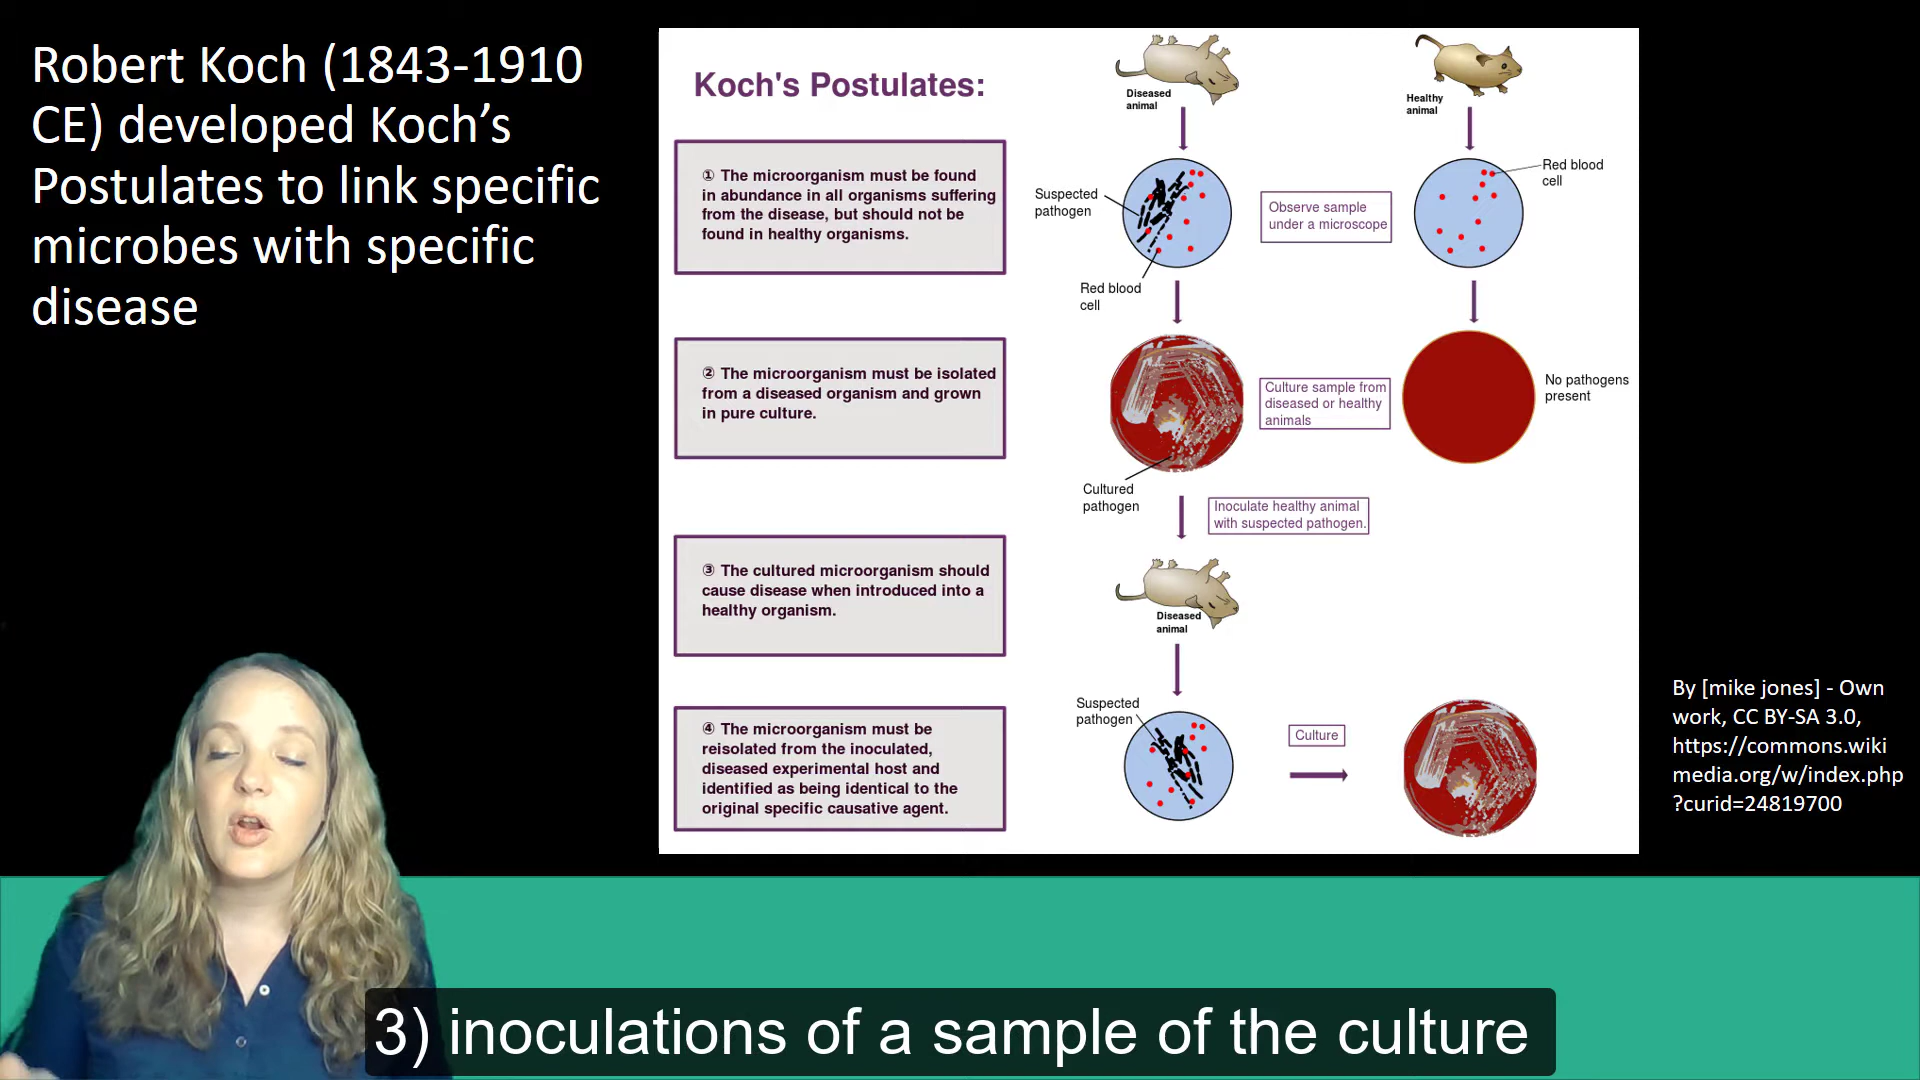 Robert Koch (1843-1910
CE) developed Koch’s
Postulates to link specific
microbes with specific
disease
Koch's Postulates:
① The microorganism must be found
in abundance in all organisms suffering
from the disease, but should not be
found in healthy organisms.
② The microorganism must be isolated
from a diseased organism and grown
in pure culture.
③ The cultured microorganism should
cause disease when introduced into a
healthy organism.
④ The microorganism must be
reisolated from the inoculated,
diseased experimental host and
identified as being identical to the
original specific causative agent.
Diseased
animal
Healthy
animal
Suspected
pathogen
Red blood
cell
Observe sample
under a microscope
Red blood
cell
Culture sample from
diseased or healthy
animals
No pathogens
present
Cultured
pathogen
Inoculate healthy animal
with suspected pathogen.
Diseased
animal
Suspected
pathogen
Culture
By [mike jones] - Own
work, CC BY-SA 3.0,
https://commons.wiki
media.org/w/index.php
?curid=24819700
3) inoculations of a sample of the culture